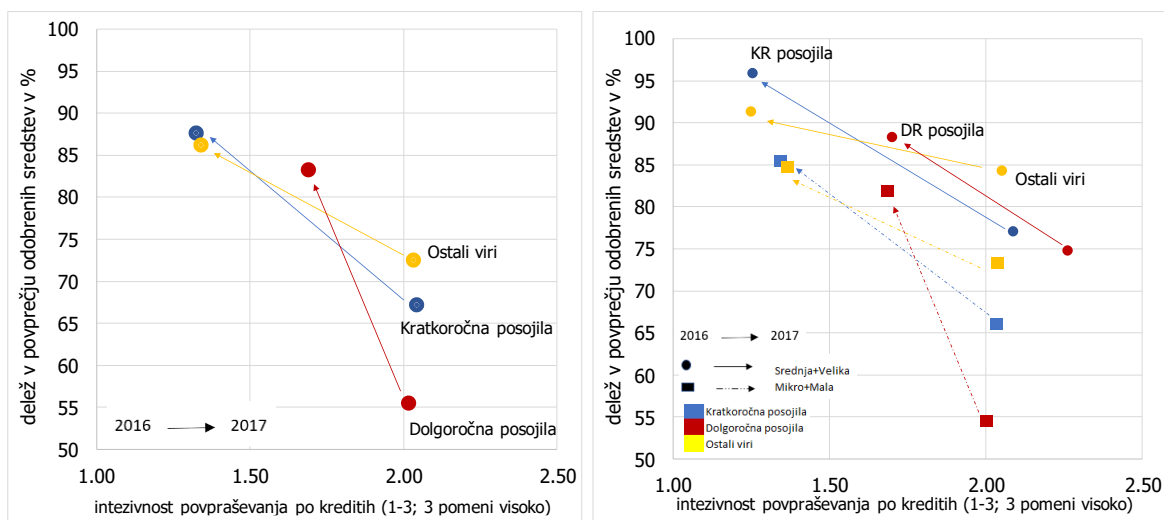 delež v povprečju odobrenih sredstev v %
100
95
90
85
80
75
70
65
60
55
50
Ostali viri
Kratkoročna posojila
Dolgoročna posojila
2016
2017
1.00
1.50
2.00
2.50
intezivnost povpraševanja po kreditih (1-3; 3 pomeni visoko)
delež v povprečju odobrenih sredstev v %
100
95
90
85
80
75
70
65
60
55
50
KR posojila
DR posojila
Ostali viri
2016
2017
Srednja+Velika
Mikro+Mala
Kratkoročna posojila
Dolgoročna posojila
Ostali viri
1.00
1.50
2.00
2.50
intezivnost povpraševanja po kreditih (1-3; 3 pomeni visoko)